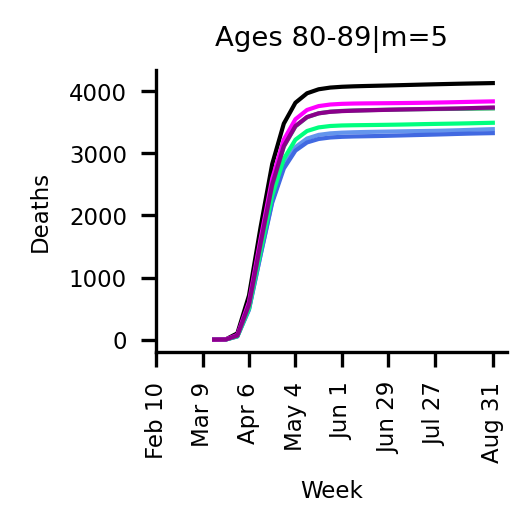 Ages 80-89|m=5
Deaths
4000
3000
2000
1000
0
Feb 10
Mar 9
Apr 6
May 4
Jun 1
Jun 29
Jul 27
Aug 31
Week